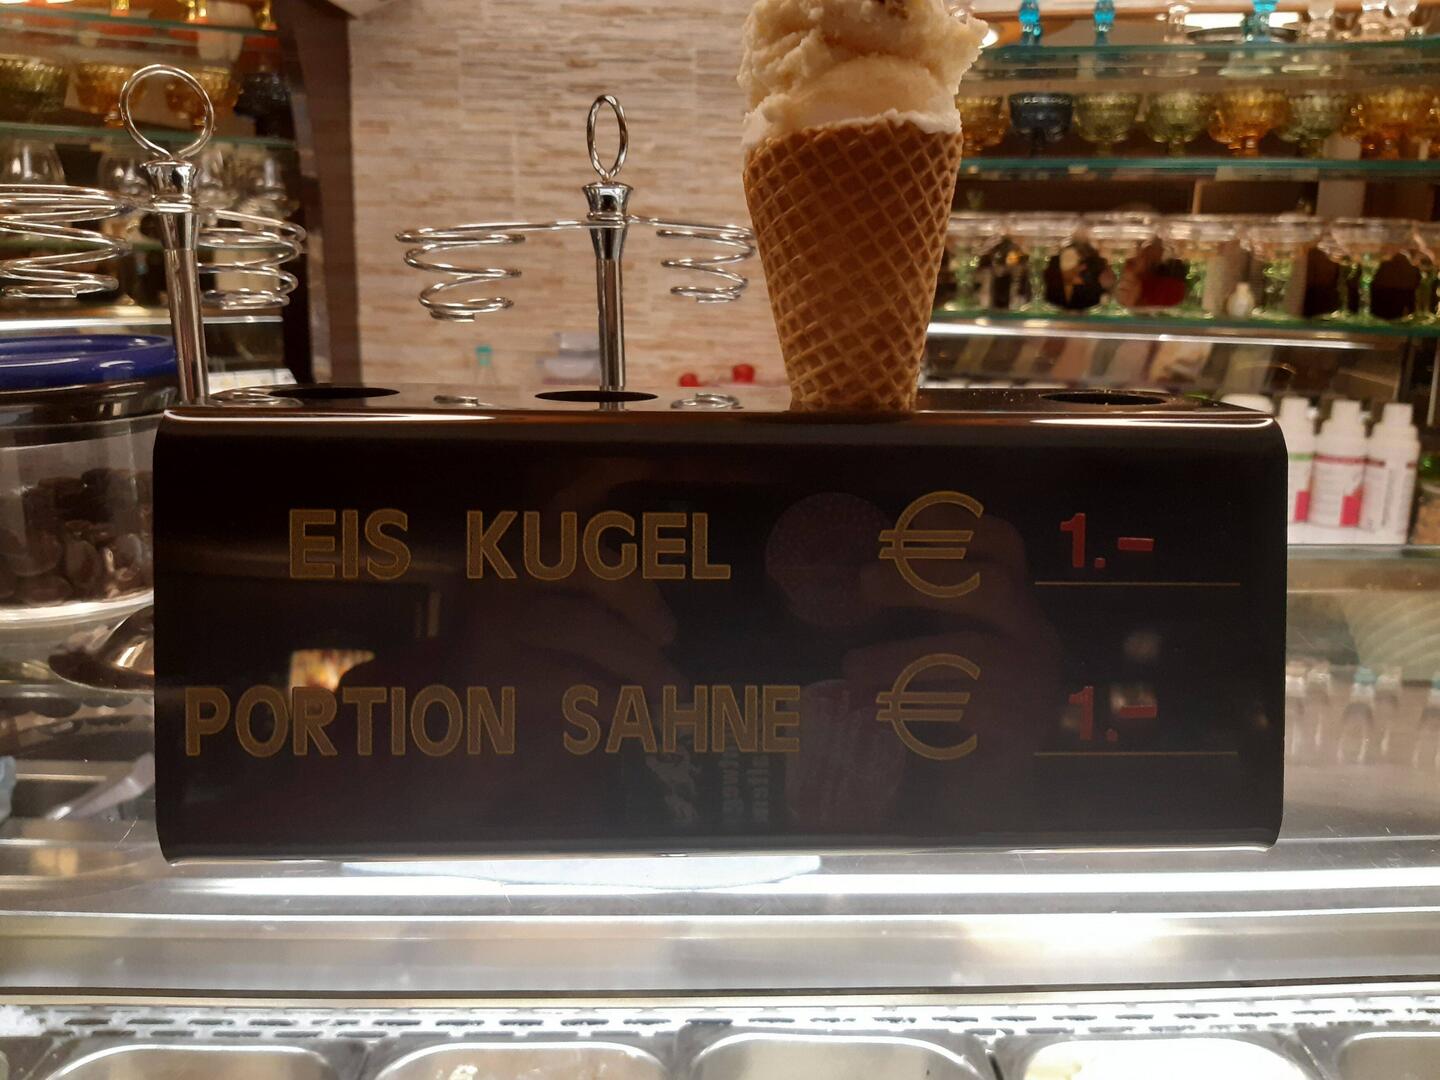 EIS KUGEL € 1.-
PORTION SAHNE € 1.-